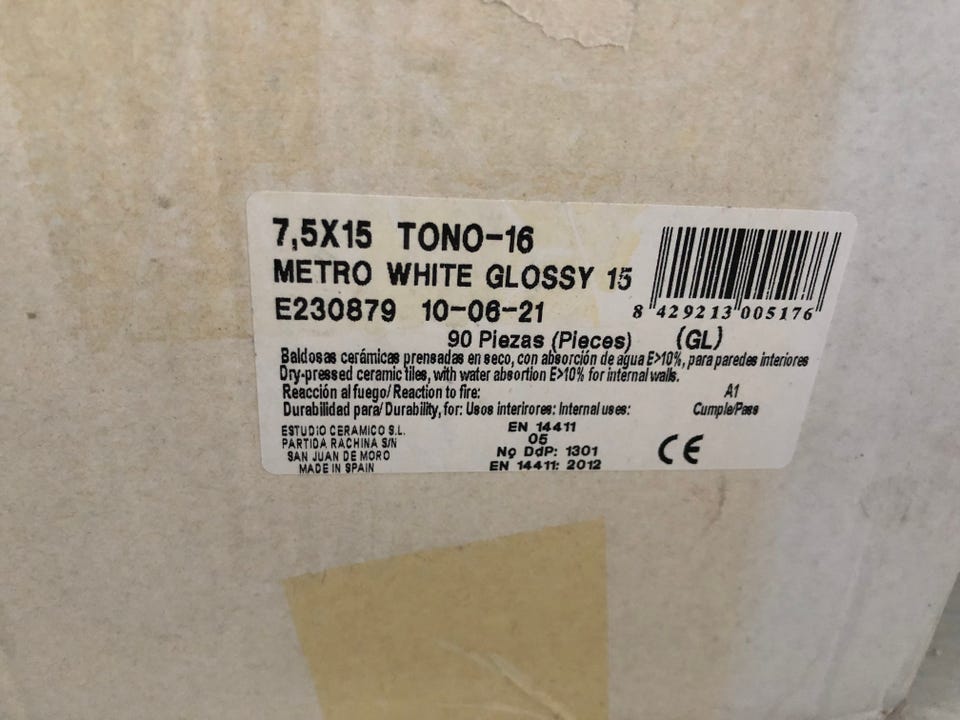 7,5X15 TONO-16
METRO WHITE GLOSSY 15
E230879 10-06-21
8 429213 005176
90 Piezas (Pieces) (GL)
Baldosas cerámicas prensadas en seco, con absorción de agua E>10%, para paredes interiores
Dry-pressed ceramic tiles, with water absortion E>10% for internal walls.
Reacción al fuego/ Reaction to fire: A1
Durabilidad para/ Durability, for: Usos interirores: Internal uses: Cumple/Pass
ESTUDIO CERAMICO S.L.
PARTIDA RACHINA S/N
SAN JUAN DE MORO
MADE IN SPAIN
EN 14411
05
Nº DdP: 1301
EN 14411: 2012
CE